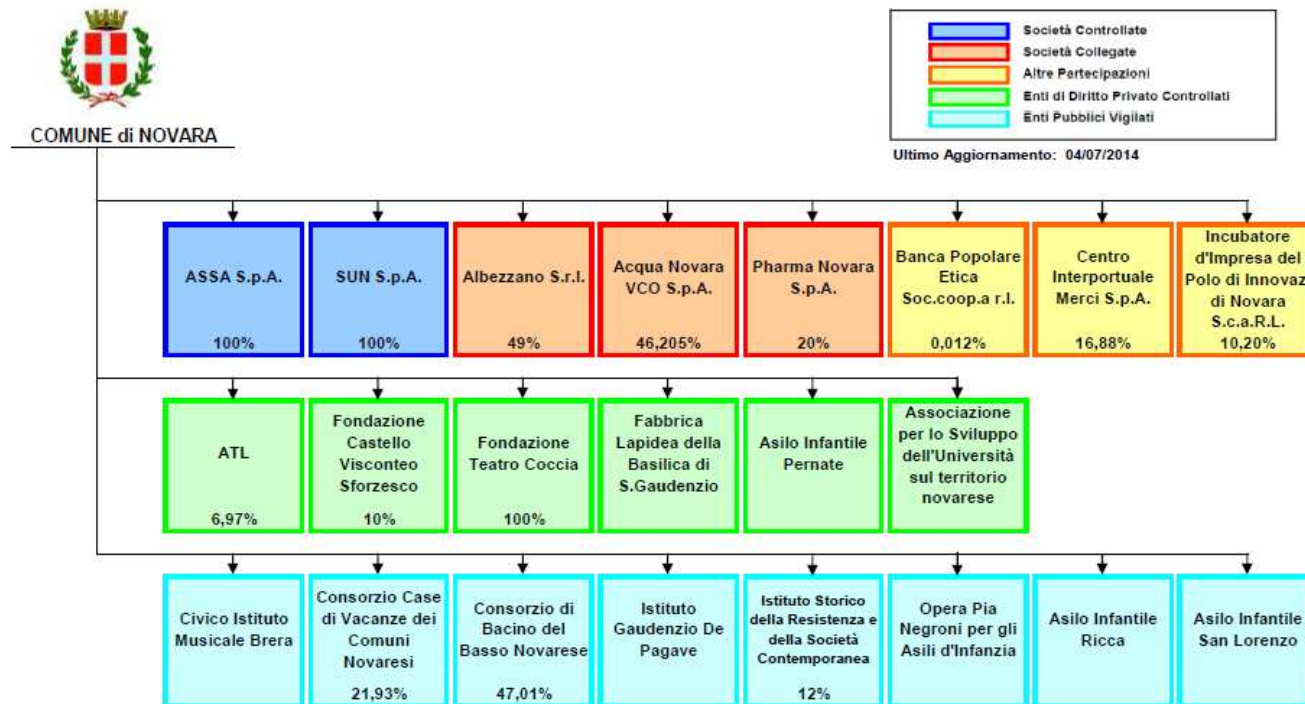 Società Controllate
Società Collegate
Altre Partecipazioni
Enti di Diritto Privato Controllati
Enti Pubblici Vigilati
COMUNE di NOVARA
Ultimo Aggiornamento: 04/07/2014
ASSA S.p.A.
100%
SUN S.p.A.
100%
Albezzano S.r.l.
49%
Acqua Novara
VCO S.p.A.
46,205%
Pharma Novara
S.p.A.
20%
Banca Popolare
Etica
Soc.coop.a r.l.
0,012%
Centro
Interportuale
Merci S.p.A.
16,88%
Incubatore
d'Impresa del
Polo di Innovaz
di Novara
S.c.a.R.L.
10,20%
ATL
6,97%
Fondazione
Castello
Visconteo
Sforzesco
10%
Fondazione
Teatro Coccia
100%
Fabbrica
Lapidea della
Basilica di
S.Gaudenzio
Asilo Infantile
Pernate
Associazione
per lo Sviluppo
dell'Università
sul territorio
novarese
Civico Istituto
Musicale Brera
Consorzio Case
di Vacanze dei
Comuni
Novaresi
21,93%
Consorzio di
Bacino del
Basso Novarese
47,01%
Istituto
Gaudenzio De
Pagave
Istituto Storico
della Resistenza e
della Società
Contemporanea
12%
Opera Pia
Negroni per gli
Asili d'Infanzia
Asilo Infantile
Ricca
Asilo Infantile
San Lorenzo